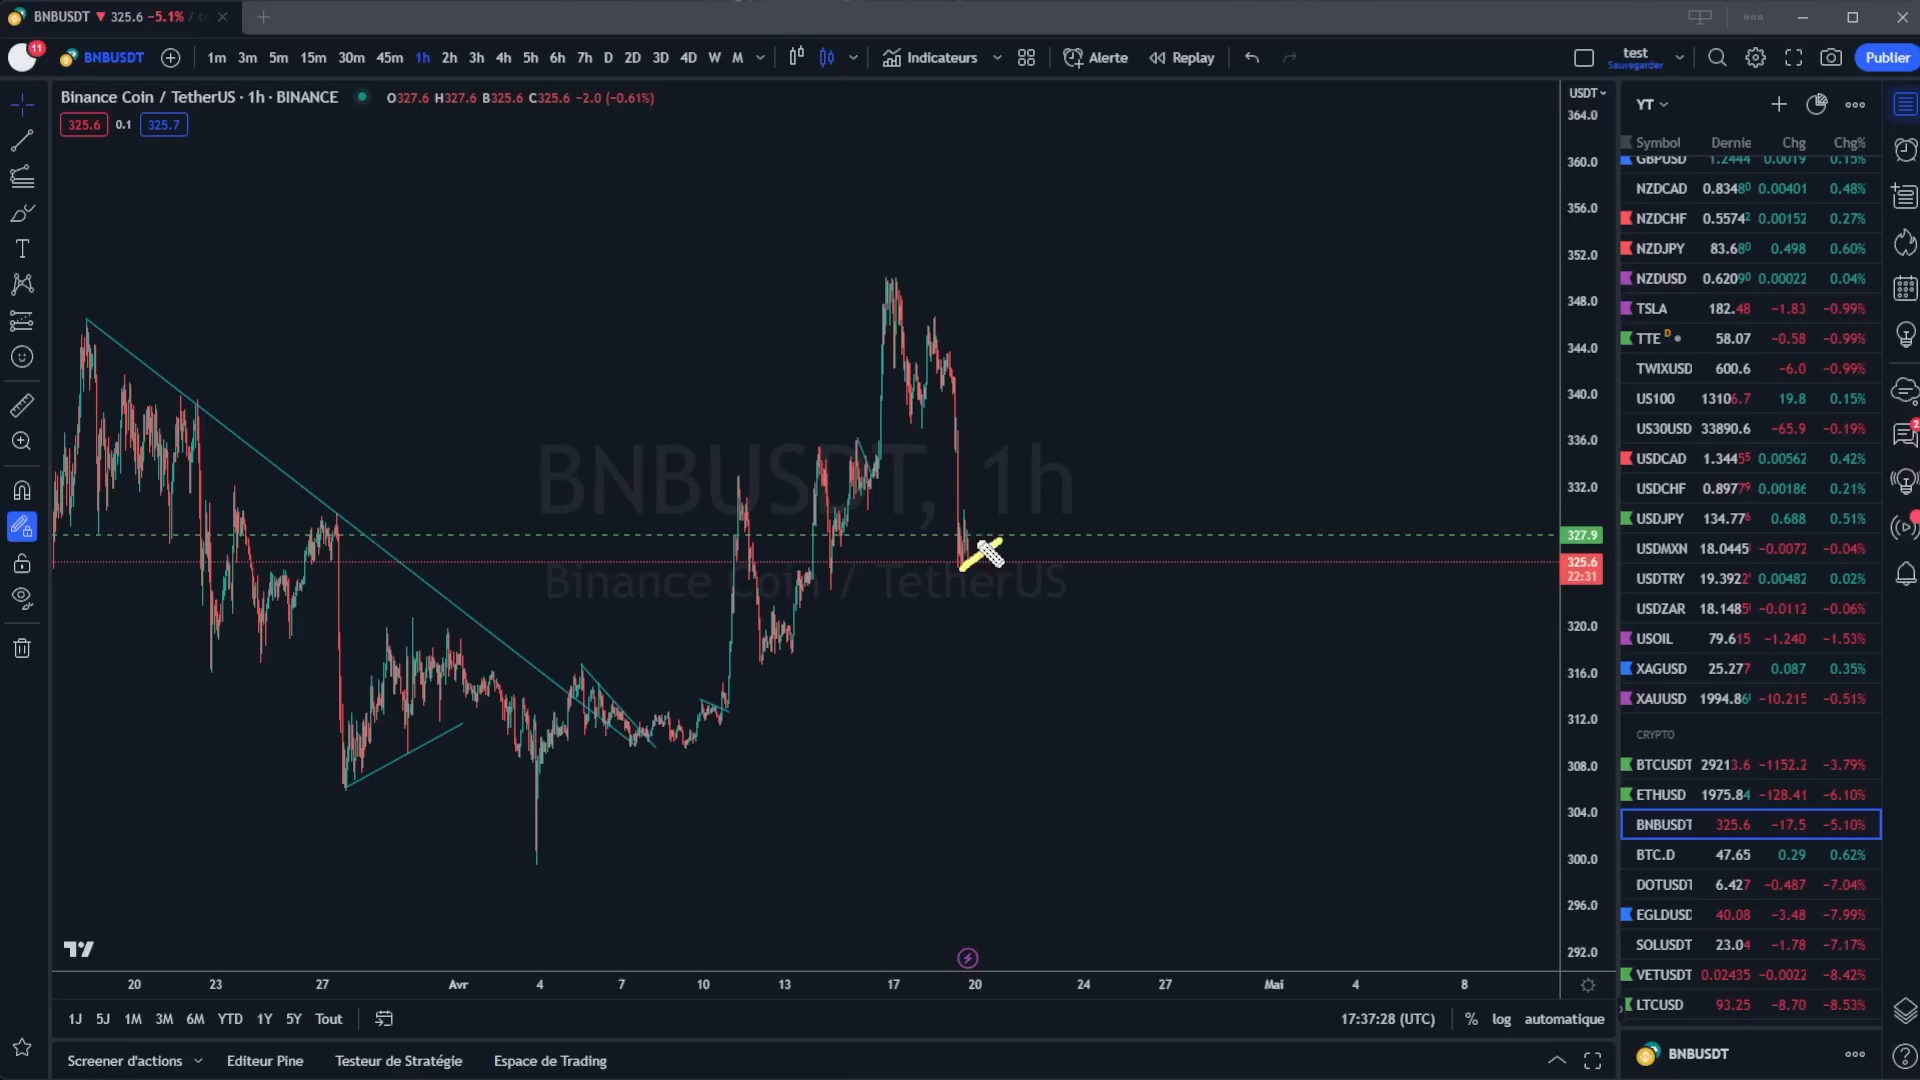 BNBUSDT ▼ 325.6 −5.1% /
11 BNBUSDT 1m 3m 5m 15m 30m 45m 1h 2h 3h 4h 5h 6h 7h D 2D 3D 4D W M Indicateurs Alerte Replay test Sauvegarder Publier
Binance Coin / TetherUS · 1h · BINANCE O327.6 H327.6 B325.6 C325.6 −2.0 (−0.61%)
325.6 0.1 325.7
BNBUSDT, 1h
Binance Coin / TetherUS
USDT
364.0
360.0
356.0
352.0
348.0
344.0
340.0
336.0
332.0
327.9
325.6
22:31
320.0
316.0
312.0
308.0
304.0
300.0
296.0
292.0
20 23 27 Avr 4 7 10 13 17 20 24 27 Mai 4 8
1J 5J 1M 3M 6M YTD 1Y 5Y Tout 17:37:28 (UTC) % log automatique
Screener d'actions Editeur Pine Testeur de Stratégie Espace de Trading
YT
Symbol Dernie Chg Chg%
GBPUSD 1.2444 0.0019 0.15%
NZDCAD 0.8348⁰ 0.00401 0.48%
NZDCHF 0.5574² 0.00152 0.27%
NZDJPY 83.6⁸⁰ 0.498 0.60%
NZDUSD 0.6209⁰ 0.00022 0.04%
TSLA 182.48 −1.83 −0.99%
TTE D 58.07 −0.58 −0.99%
TWIXUSD 600.6 −6.0 −0.99%
US100 13106.7 19.8 0.15%
US30USD 33890.6 −65.9 −0.19%
USDCAD 1.344⁵⁵ 0.00562 0.42%
USDCHF 0.897⁷⁹ 0.00186 0.21%
USDJPY 134.77⁶ 0.688 0.51%
USDMXN 18.0445 −0.0072 −0.04%
USDTRY 19.392 0.00482 0.02%
USDZAR 18.148 −0.0112 −0.06%
USOIL 79.615 −1.240 −1.53%
XAGUSD 25.277 0.087 0.35%
XAUUSD 1994.86 −10.215 −0.51%
CRYPTO
BTCUSDT 29213.6 −1152.2 −3.79%
ETHUSD 1975.84 −128.41 −6.10%
BNBUSDT 325.6 −17.5 −5.10%
BTC.D 47.65 0.29 0.62%
DOTUSDT 6.427 −0.487 −7.04%
EGLDUSD 40.08 −3.48 −7.99%
SOLUSDT 23.04 −1.78 −7.17%
VETUSDT 0.02435 −0.0022 −8.42%
LTCUSD 93.25 −8.70 −8.53%
BNBUSDT